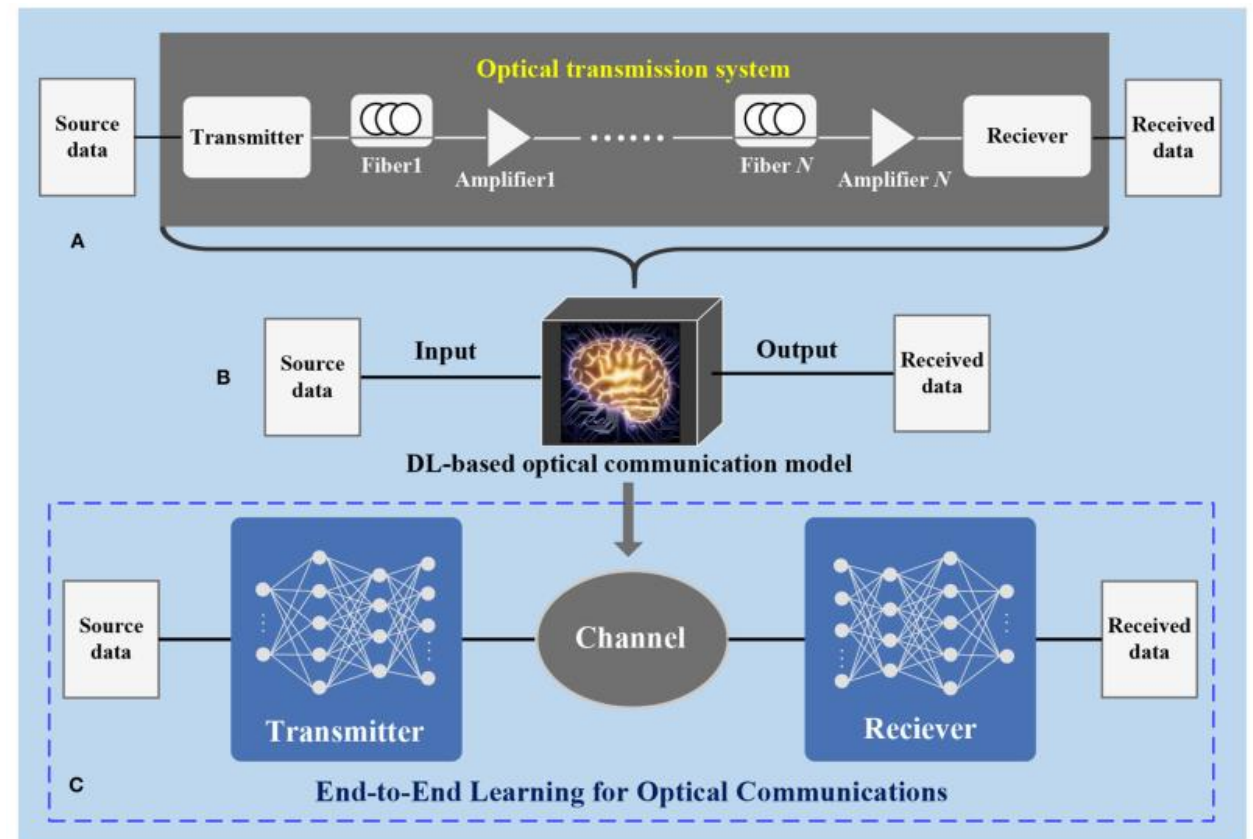 Optical transmission system
Source
data
Transmitter
Fiber1
Amplifier1
......
Fiber N
Amplifier N
Reciever
Received
data
A
B
Source
data
Input
Output
Received
data
DL-based optical communication model
Source
data
Transmitter
Channel
Reciever
Received
data
C
End-to-End Learning for Optical Communications